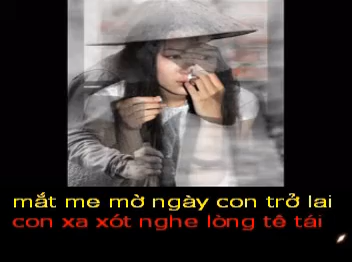 mắt me mờ ngày con trở lai
con xa xót nghe lòng tê tái